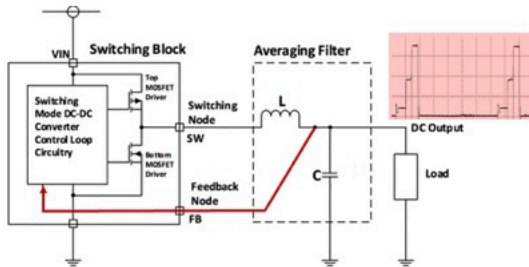 Switching Block
VIN
Top
MOSFET
Driver
Switching
Mode DC-DC
Converter
Control Loop
Circuitry
Bottom
MOSFET
Driver
Switching
Node
SW
Feedback
Node
FB
Averaging Filter
L
C
DC Output
Load